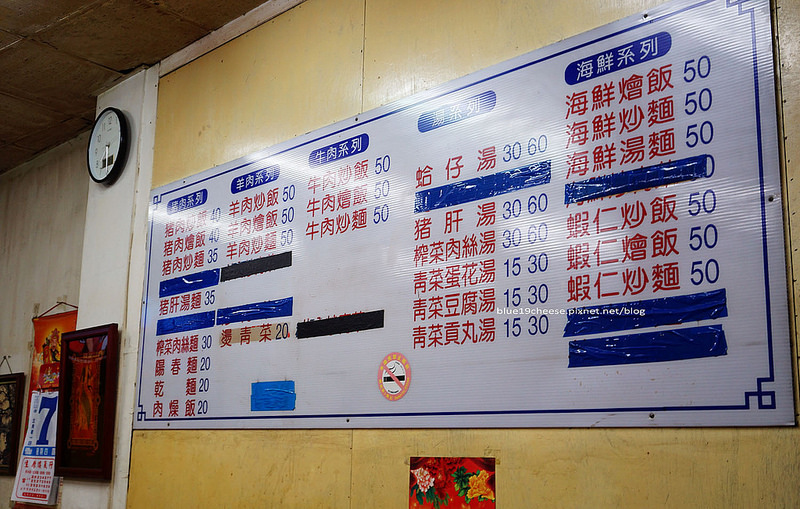 豬肉系列
豬肉炒飯 40
豬肉燴飯 40
豬肉炒麵 35
豬肝湯麵 35
榨菜肉絲麵 30
陽春麵 20
乾麵 20
肉燥飯 20
羊肉系列
羊肉炒飯 50
羊肉燴飯 50
羊肉炒麵 50
燙青菜 20
牛肉系列
牛肉炒飯 50
牛肉燴飯 50
牛肉炒麵 50
湯系列
蛤仔湯 30 60
豬肝湯 30 60
榨菜肉絲湯 30 60
青菜蛋花湯 15 30
青菜豆腐湯 15 30
青菜貢丸湯 15 30
海鮮系列
海鮮燴飯 50
海鮮炒麵 50
海鮮湯麵 50
蝦仁炒飯 50
蝦仁燴飯 50
蝦仁炒麵 50
blue19cheese.pixnet.net/blog
7